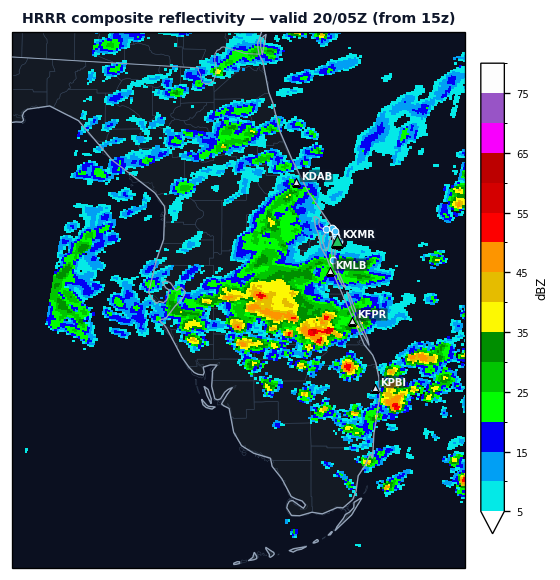 HRRR composite reflectivity — valid 20/05Z (from 15z)
KDAB
KXMR
KMLB
KFPR
KPBI
75
65
55
45
35
25
15
5
dBZ